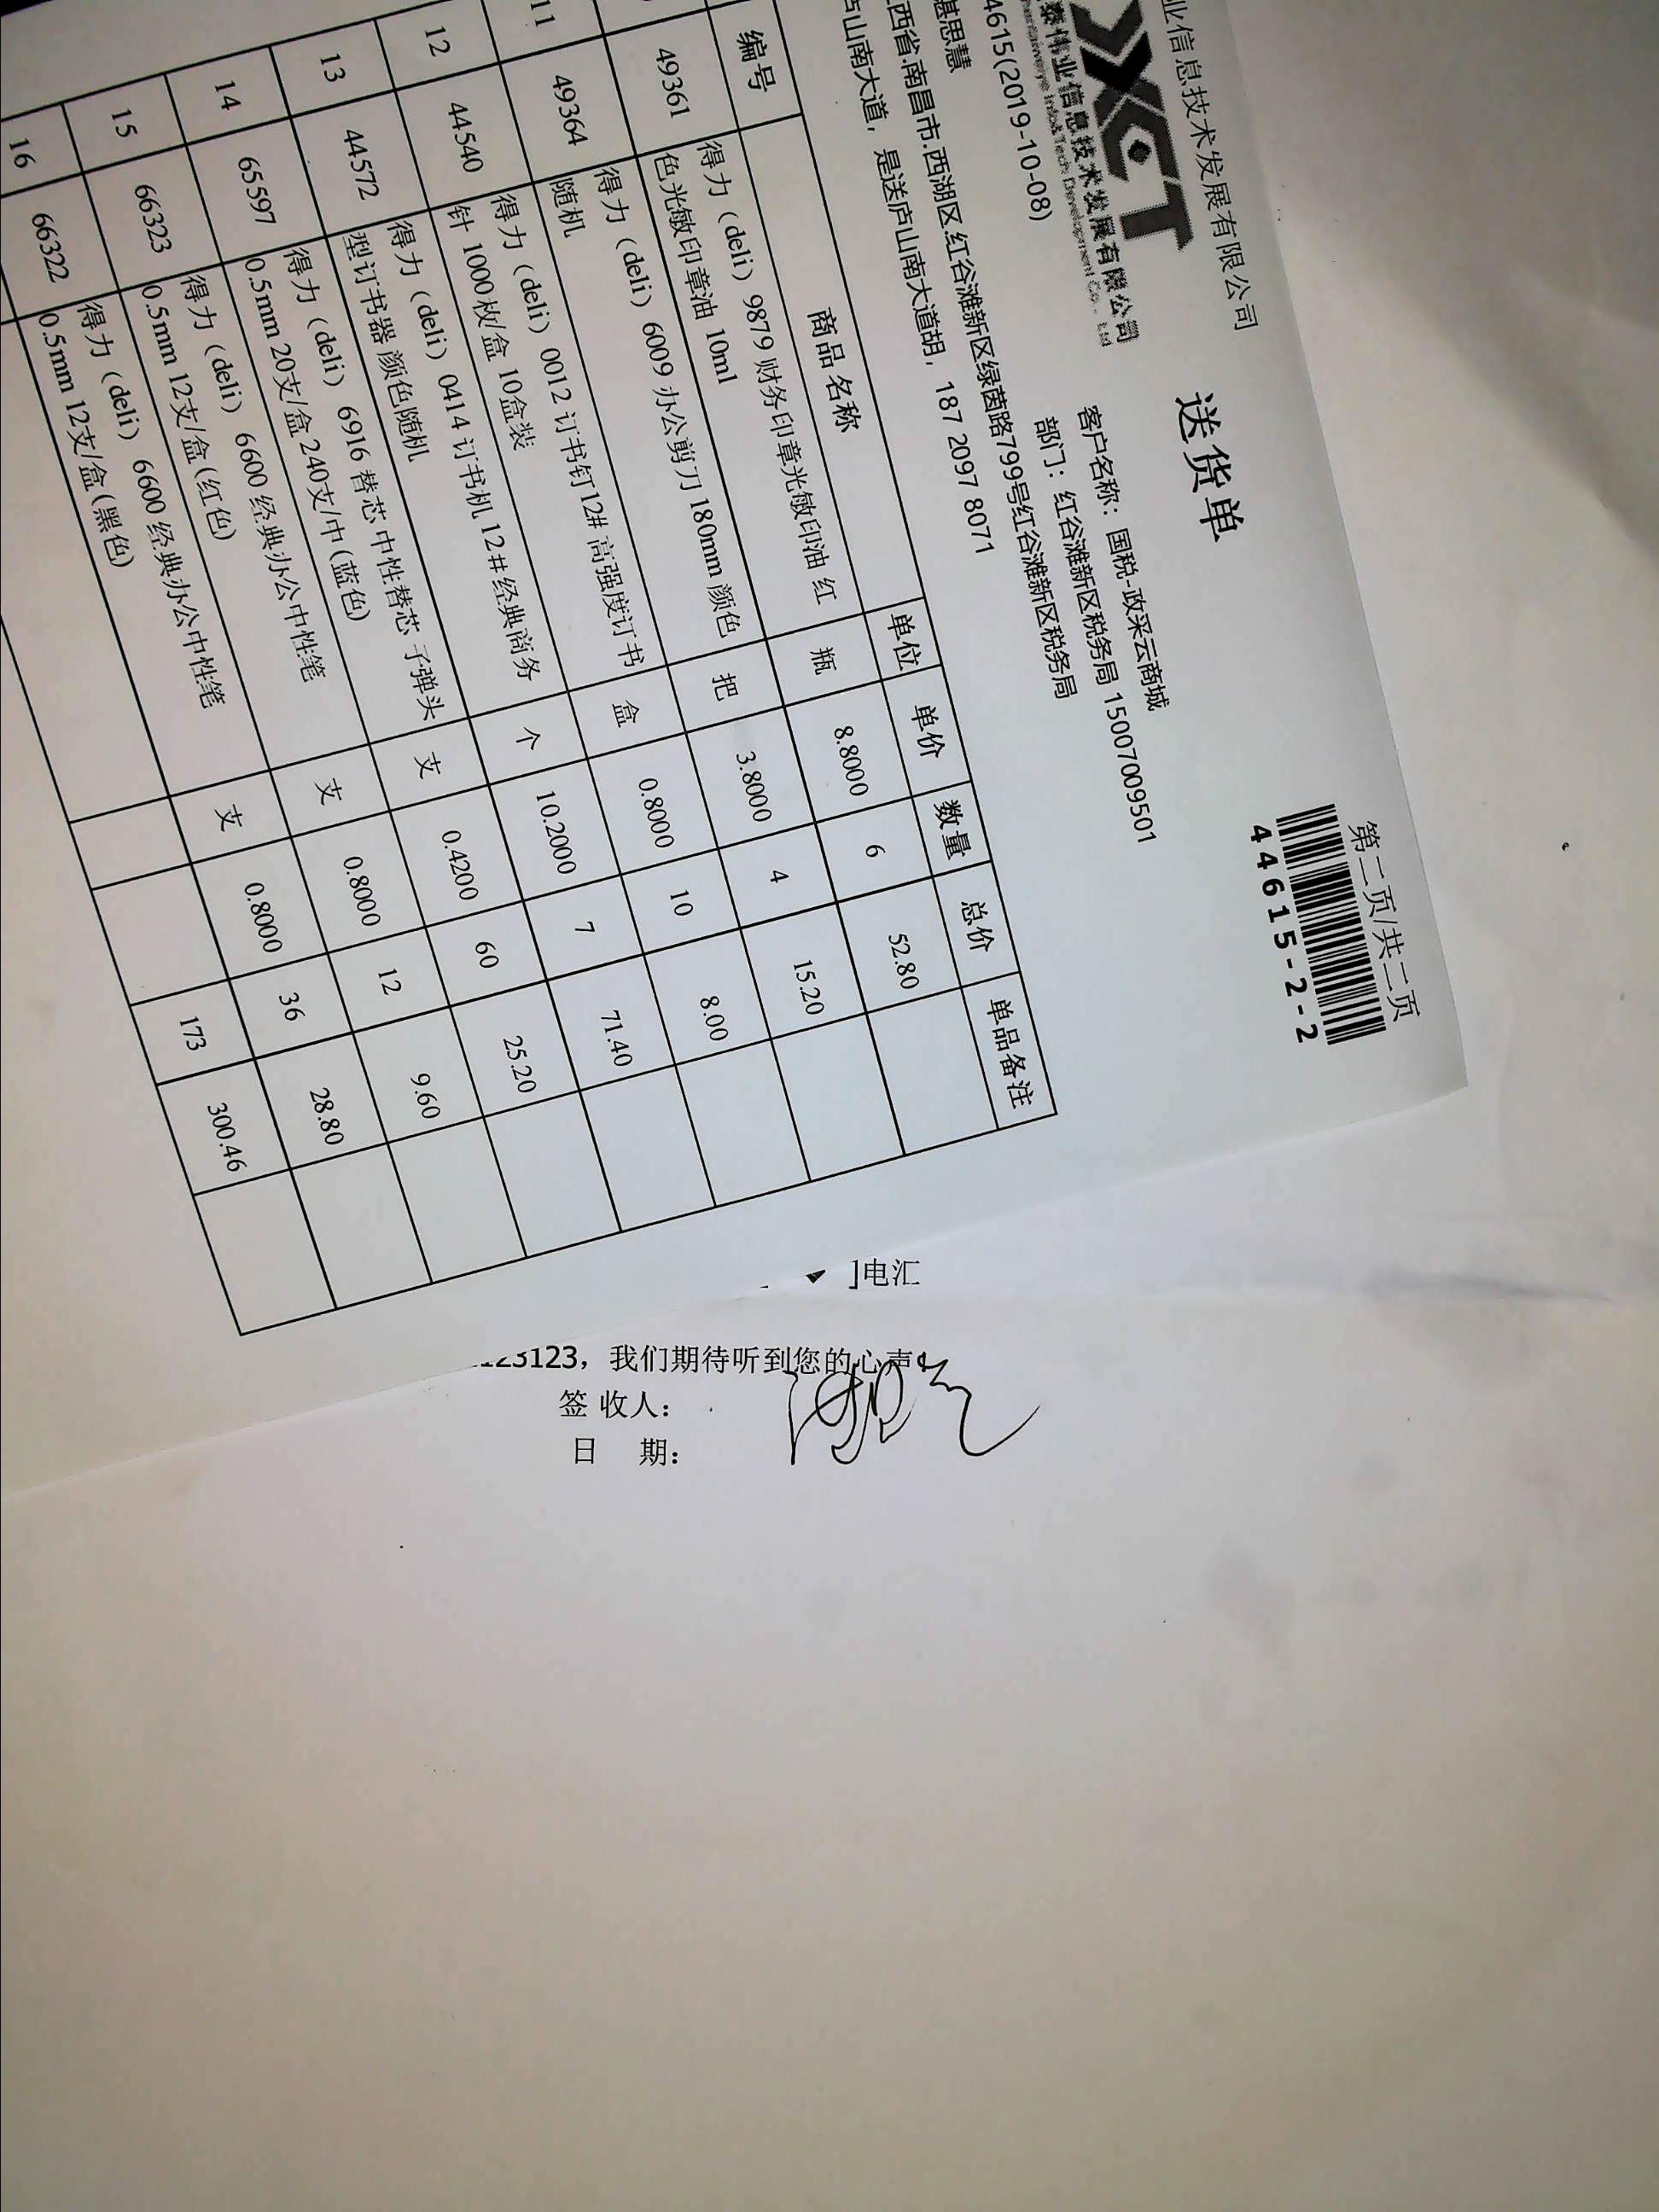 业信息技术发展有限公司
第二页/共二页
DXGT
泰伟业信息技术发展有限公司
送货单
44615-2-2
4615(2019-10-08)
客户名称：国税-政采云商城
湛思慧
部门：红谷滩新区税务局 15007009501
西省.南昌市.西湖区.红谷滩新区绿茵路799号红谷滩新区税务局
山南大道，是送庐山南大道胡，187 2097 8071
编号 商品名称 单位 单价 数量 总价 单品备注
49361 得力（deli）9879 财务印章光敏印油 红
色光敏印章油 10ml 瓶 8.8000 6 52.80
11 49364 得力（deli）6009 办公剪刀 180mm 颜色
随机 把 3.8000 4 15.20
12 44540 得力（deli）0012 订书钉12# 高强度订书
针 1000枚/盒 10盒装 盒 0.8000 10 8.00
13 44572 得力（deli）0414 订书机 12# 经典商务
型订书器 颜色随机 个 10.2000 7 71.40
14 65597 得力（deli）6916 替芯 中性替芯 子弹头
0.5mm 20支/盒 240支/中(蓝色) 支 0.4200 60 25.20
15 66323 得力（deli）6600 经典办公中性笔
0.5mm 12支/盒(红色) 支 0.8000 12 9.60
16 66322 得力（deli）6600 经典办公中性笔
0.5mm 12支/盒(黑色) 支 0.8000 36 28.80
173 300.46
]电汇
123123，我们期待听到您的心声
签 收人：
日 期：